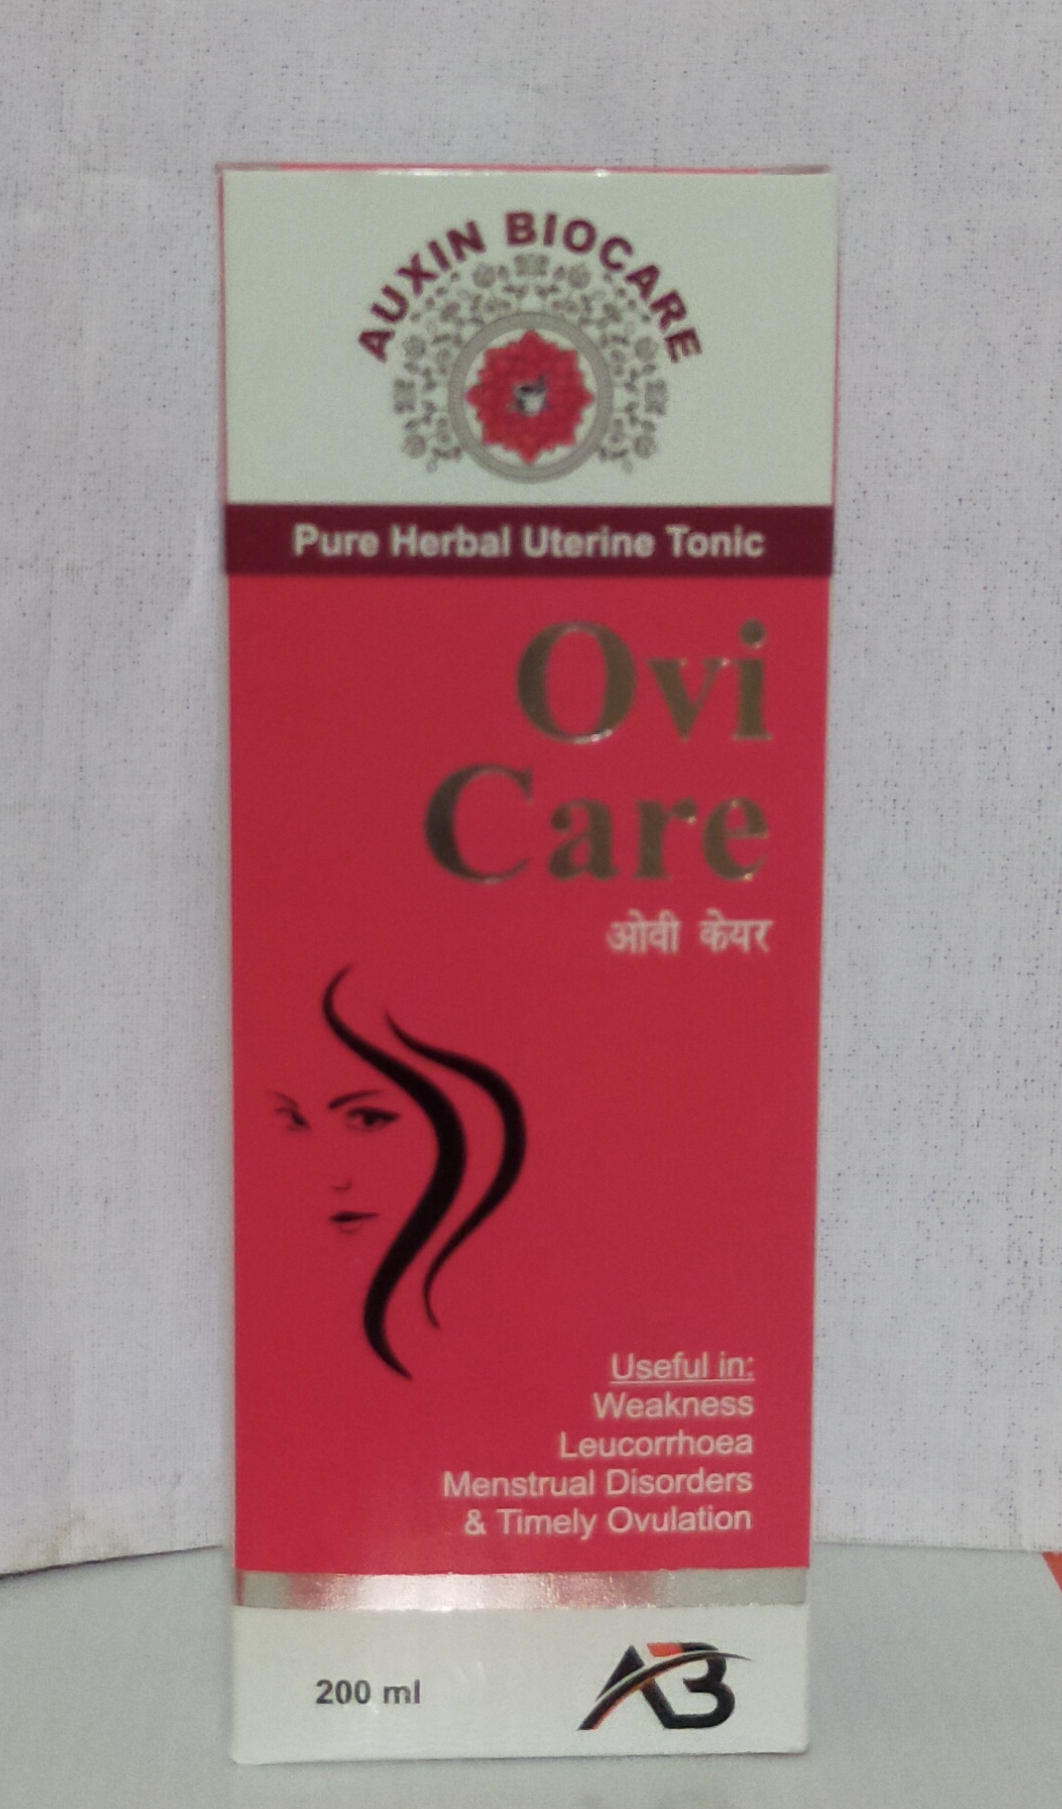 AUXIN BIOCARE
Pure Herbal Uterine Tonic
Ovi
Care
ओवी केयर
Useful in:
Weakness
Leucorrhoea
Menstrual Disorders
& Timely Ovulation
200 ml
AB